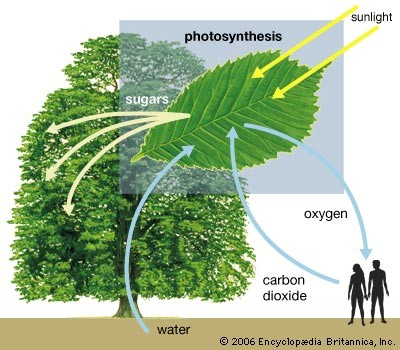 photosynthesis
sunlight
sugars
oxygen
carbon
dioxide
water
© 2006 Encyclopædia Britannica, Inc.